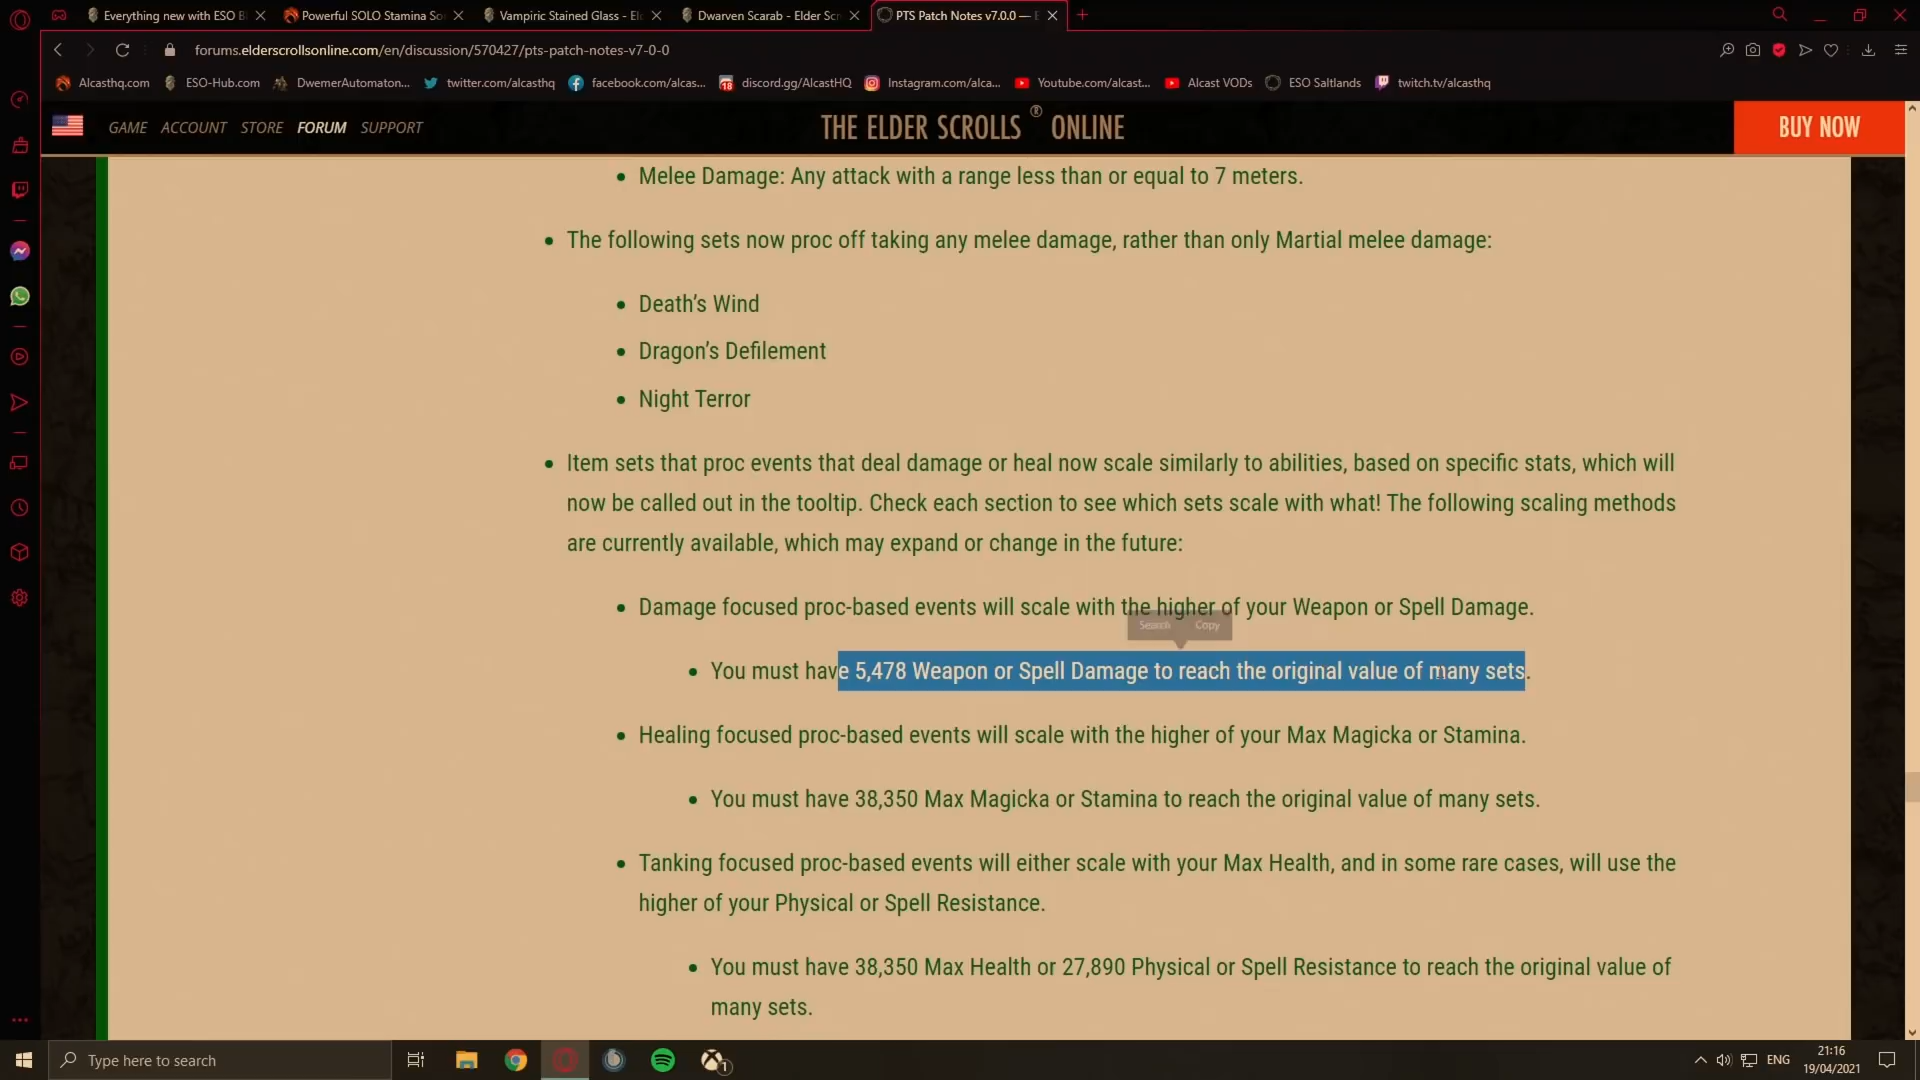 Everything new with ESO B
Powerful SOLO Stamina So
Vampiric Stained Glass - El
Dwarven Scarab - Elder Scr
PTS Patch Notes v7.0.0 — E
forums.elderscrollsonline.com/en/discussion/570427/pts-patch-notes-v7-0-0
Alcasthq.com
ESO-Hub.com
DwemerAutomaton...
twitter.com/alcasthq
facebook.com/alcas...
18
discord.gg/AlcastHQ
Instagram.com/alca...
Youtube.com/alcast...
Alcast VODs
ESO Saltlands
twitch.tv/alcasthq
GAME ACCOUNT STORE FORUM SUPPORT
THE ELDER SCROLLS ® ONLINE
BUY NOW
• Melee Damage: Any attack with a range less than or equal to 7 meters.
• The following sets now proc off taking any melee damage, rather than only Martial melee damage:
• Death’s Wind
• Dragon’s Defilement
• Night Terror
• Item sets that proc events that deal damage or heal now scale similarly to abilities, based on specific stats, which will
now be called out in the tooltip. Check each section to see which sets scale with what! The following scaling methods
are currently available, which may expand or change in the future:
• Damage focused proc-based events will scale with the higher of your Weapon or Spell Damage.
Search Copy
• You must have 5,478 Weapon or Spell Damage to reach the original value of many sets.
• Healing focused proc-based events will scale with the higher of your Max Magicka or Stamina.
• You must have 38,350 Max Magicka or Stamina to reach the original value of many sets.
• Tanking focused proc-based events will either scale with your Max Health, and in some rare cases, will use the
higher of your Physical or Spell Resistance.
• You must have 38,350 Max Health or 27,890 Physical or Spell Resistance to reach the original value of
many sets.
Type here to search
1
ENG
21:16
19/04/2021